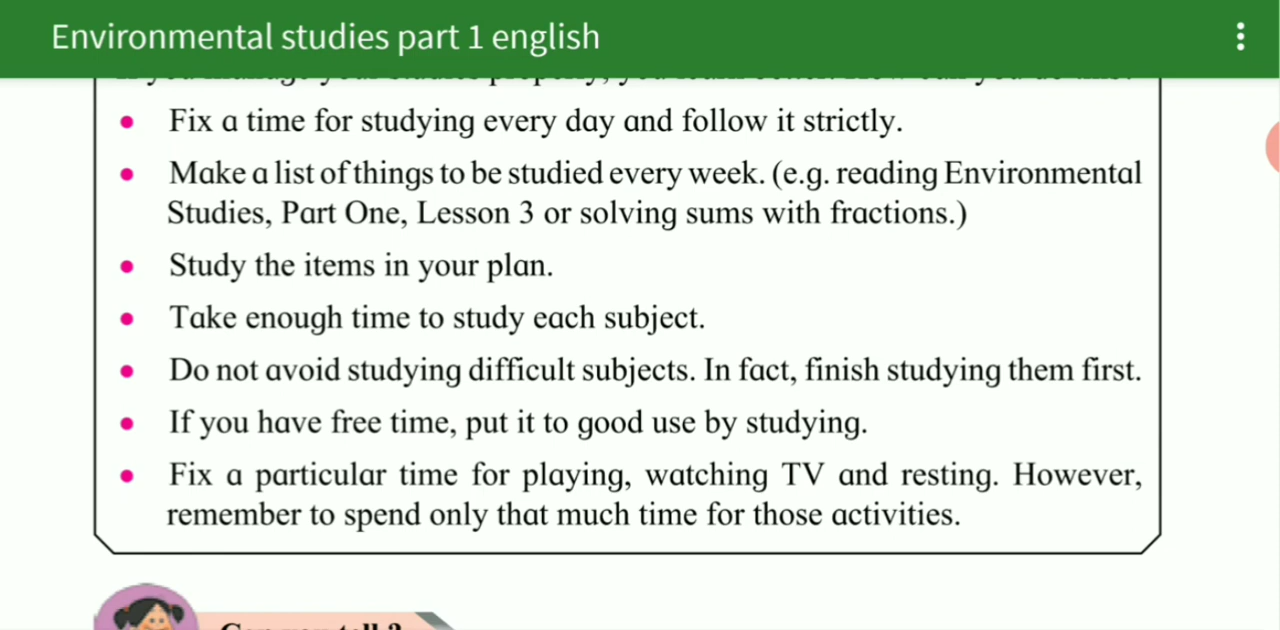 Environmental studies part 1 english
• Fix a time for studying every day and follow it strictly.
• Make a list of things to be studied every week. (e.g. reading Environmental
Studies, Part One, Lesson 3 or solving sums with fractions.)
• Study the items in your plan.
• Take enough time to study each subject.
• Do not avoid studying difficult subjects. In fact, finish studying them first.
• If you have free time, put it to good use by studying.
• Fix a particular time for playing, watching TV and resting. However,
remember to spend only that much time for those activities.